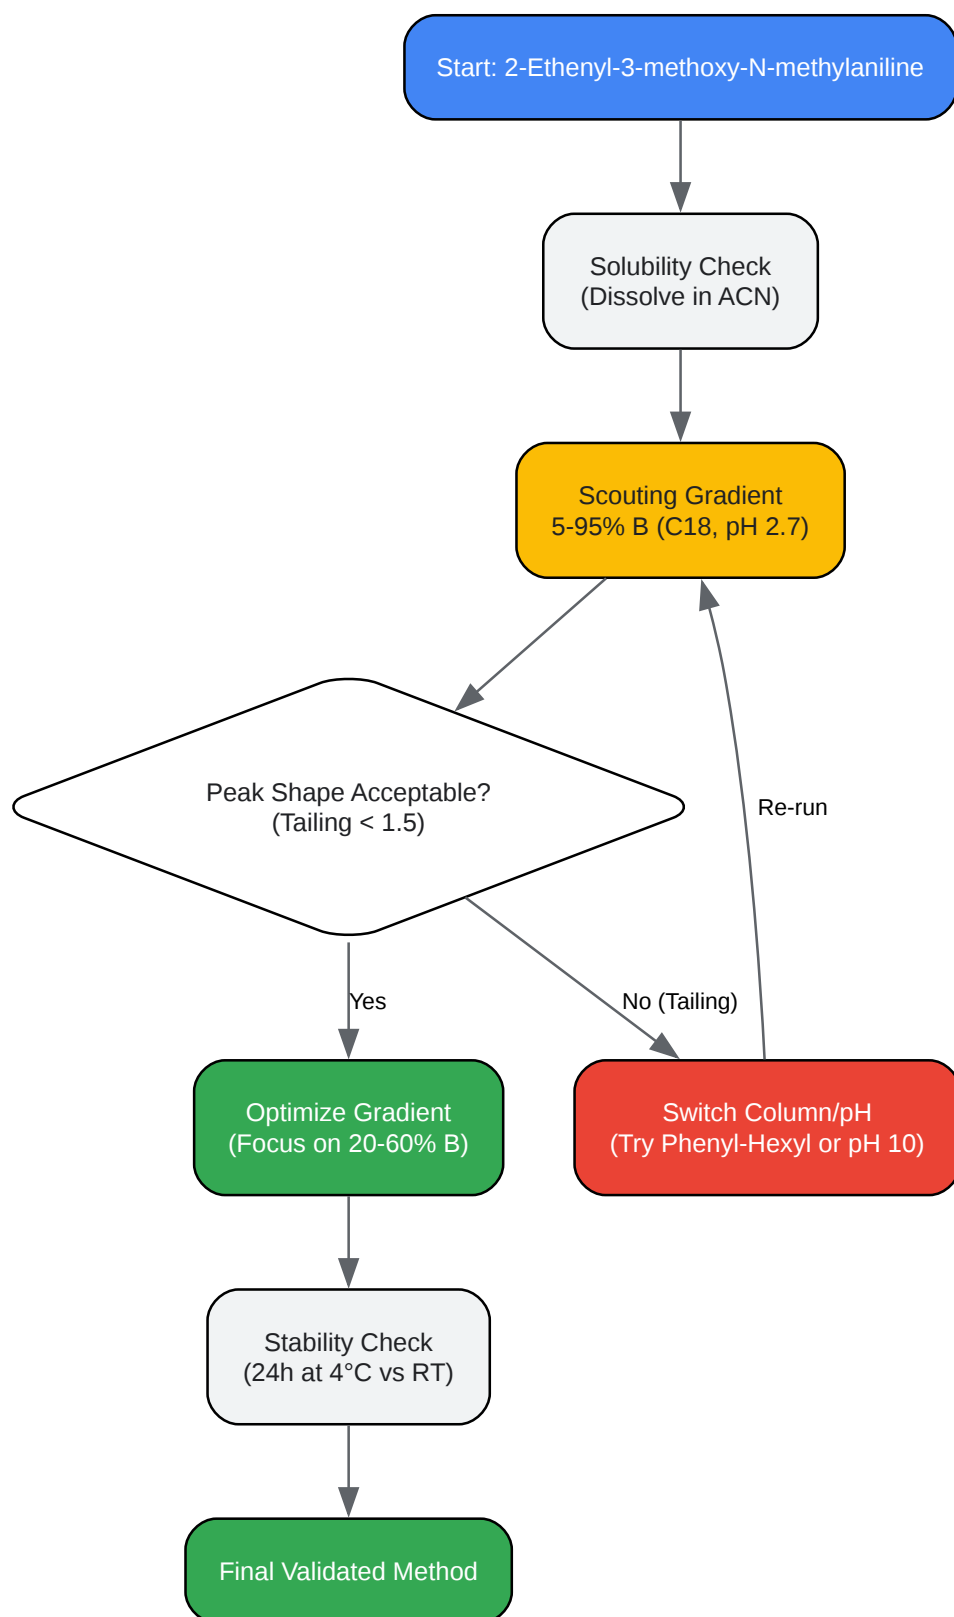 Start: 2-Ethenyl-3-methoxy-N-methylaniline
Solubility Check
(Dissolve in ACN)
Scouting Gradient
5-95% B (C18, pH 2.7)
Peak Shape Acceptable?
(Tailing < 1.5)
Re-run
Yes
No (Tailing)
Optimize Gradient
(Focus on 20-60% B)
Switch Column/pH
(Try Phenyl-Hexyl or pH 10)
Stability Check
(24h at 4°C vs RT)
Final Validated Method